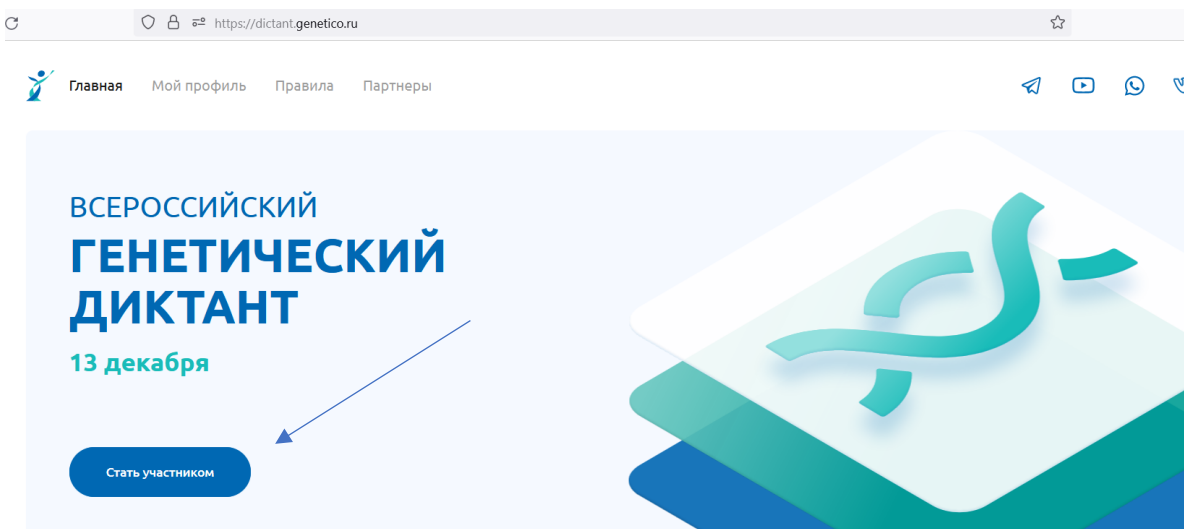 https://dictant.genetico.ru
Главная Мой профиль Правила Партнеры
ВСЕРОССИЙСКИЙ
ГЕНЕТИЧЕСКИЙ
ДИКТАНТ
13 декабря
Стать участником